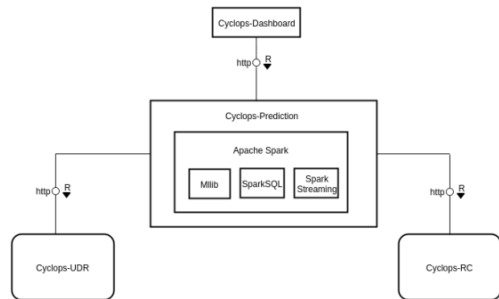 Cyclops-Dashboard
R
http
Cyclops-Prediction
Apache Spark
Mllib
SparkSQL
Spark
Streaming
R
http
R
http
Cyclops-UDR
Cyclops-RC